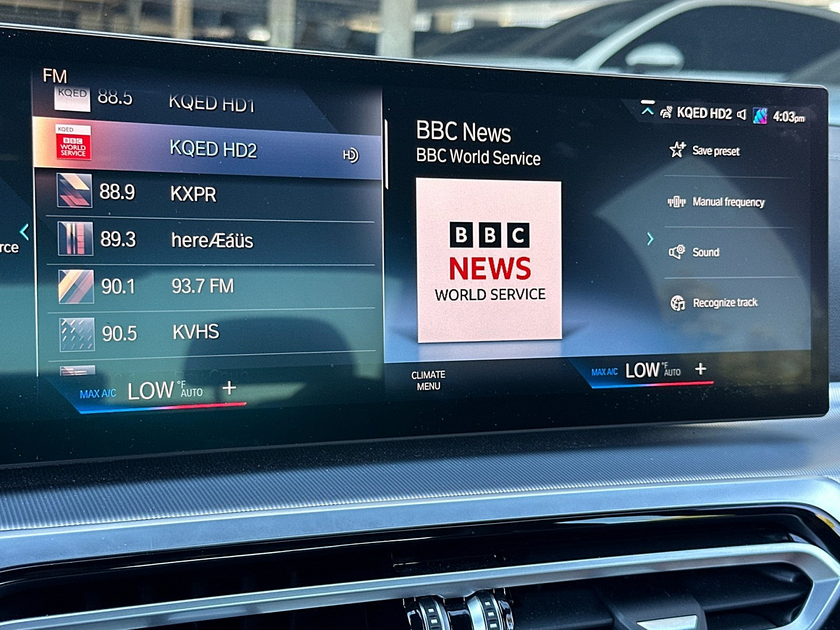 FM
KQED
88.5 KQED HD1
KQED
BBC
WORLD
SERVICE
KQED HD2
HD
88.9 KXPR
89.3 hereÆáüs
90.1 93.7 FM
90.5 KVHS
rce
MAX A/C LOW °F AUTO +
BBC News
BBC World Service
BBC
NEWS
WORLD SERVICE
CLIMATE
MENU
KQED HD2 4:03pm
Save preset
Manual frequency
Sound
Recognize track
MAX A/C LOW °F AUTO +